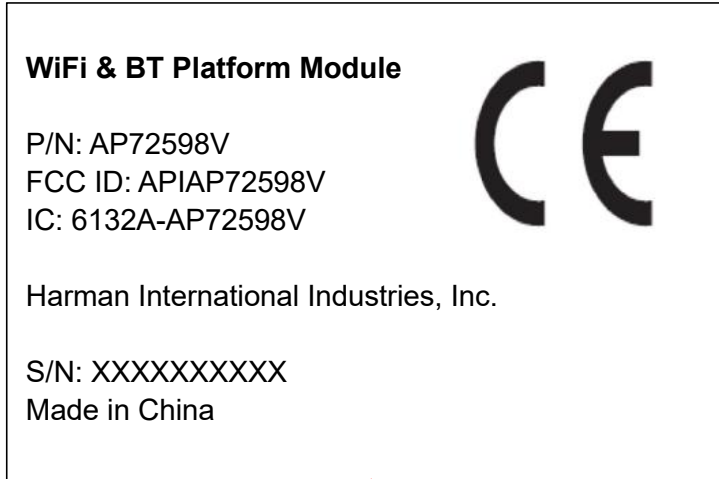 WiFi & BT Platform Module
P/N: AP72598V
FCC ID: APIAP72598V
IC: 6132A-AP72598V
Harman International Industries, Inc.
S/N: XXXXXXXXXX
Made in China
CE